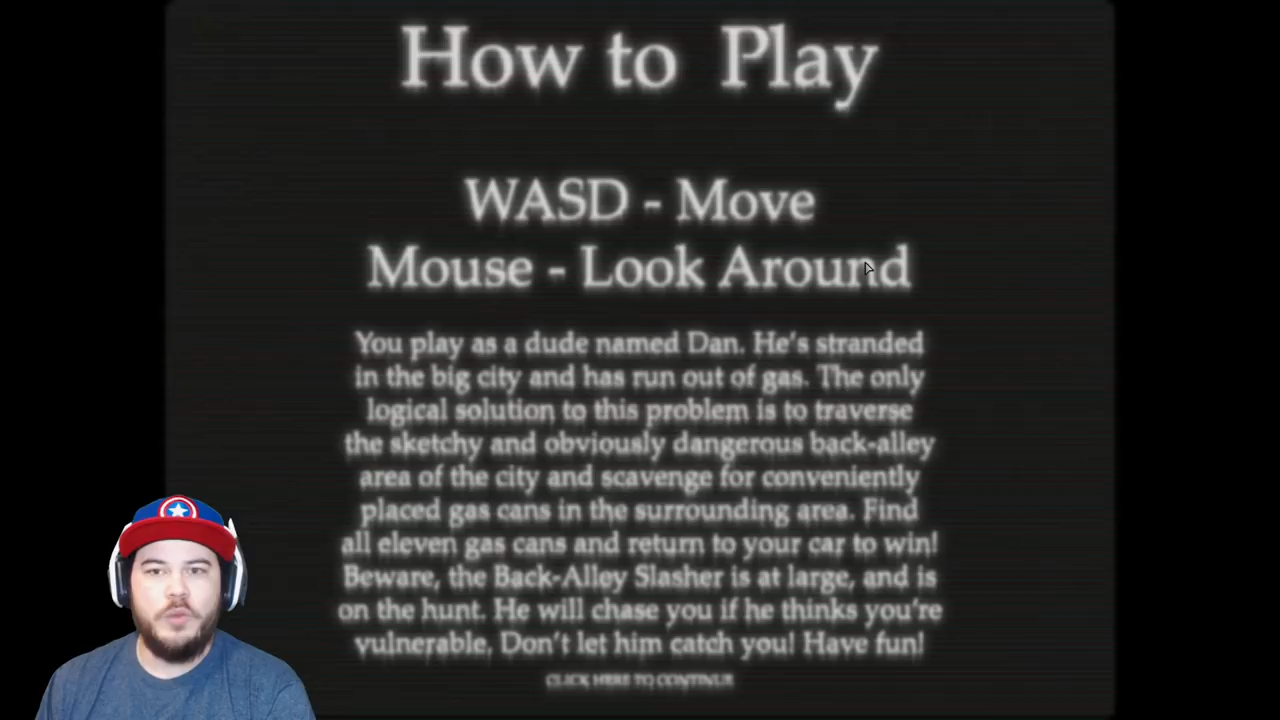 How to Play
WASD - Move
Mouse - Look Around
You play as a dude named Dan. He's stranded
in the big city and has run out of gas. The only
logical solution to this problem is to traverse
the sketchy and obviously dangerous back-alley
area of the city and scavenge for conveniently
placed gas cans in the surrounding area. Find
all eleven gas cans and return to your car to win!
Beware, the Back-Alley Slasher is at large, and is
on the hunt. He will chase you if he thinks you're
vulnerable. Don't let him catch you! Have fun!
CLICK HERE TO CONTINUE